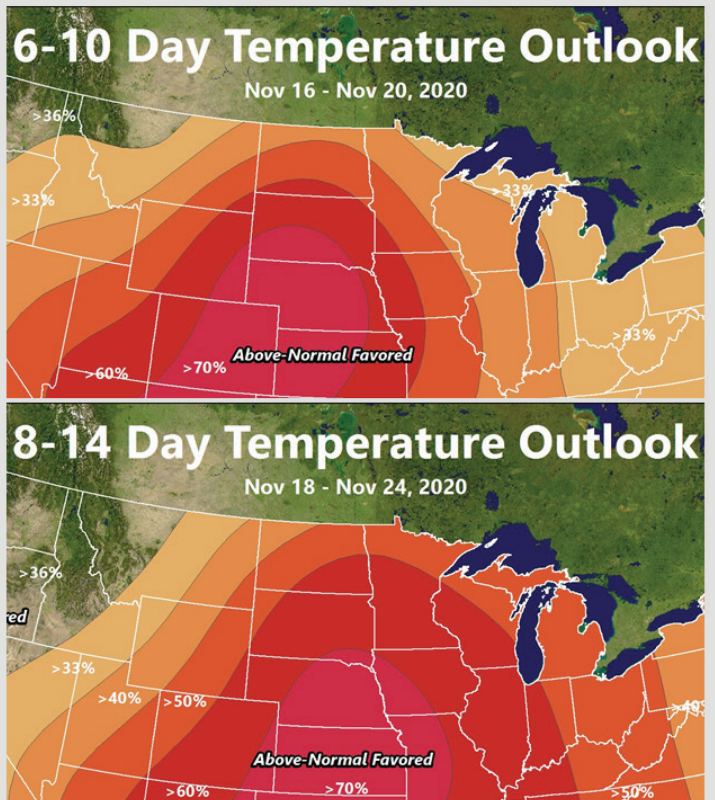 6-10 Day Temperature Outlook
Nov 16 - Nov 20, 2020
>36%
>33%
>33%
>33%
Above-Normal Favored
>70%
>60%
8-14 Day Temperature Outlook
Nov 18 - Nov 24, 2020
>36%
red
>33%
>40%
>50%
>40%
Above-Normal Favored
>60%
>70%
>50%